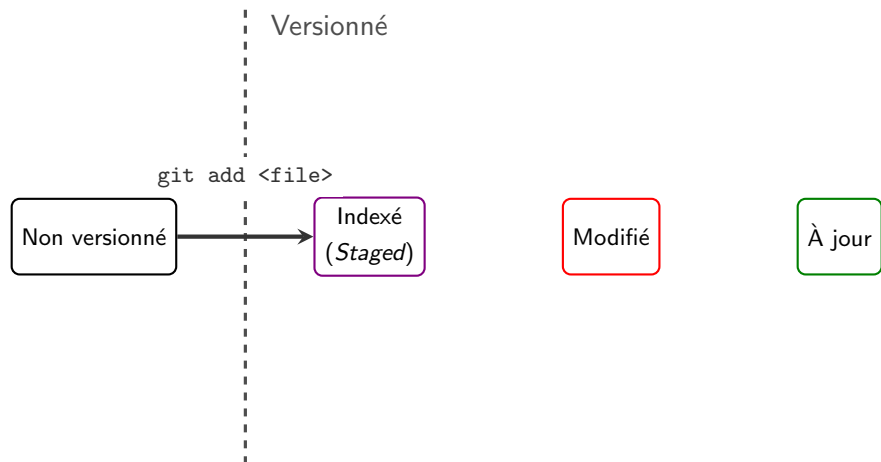 Versionné
git add <file>
Non versionné
Indexé
(Staged)
Modifié
À jour